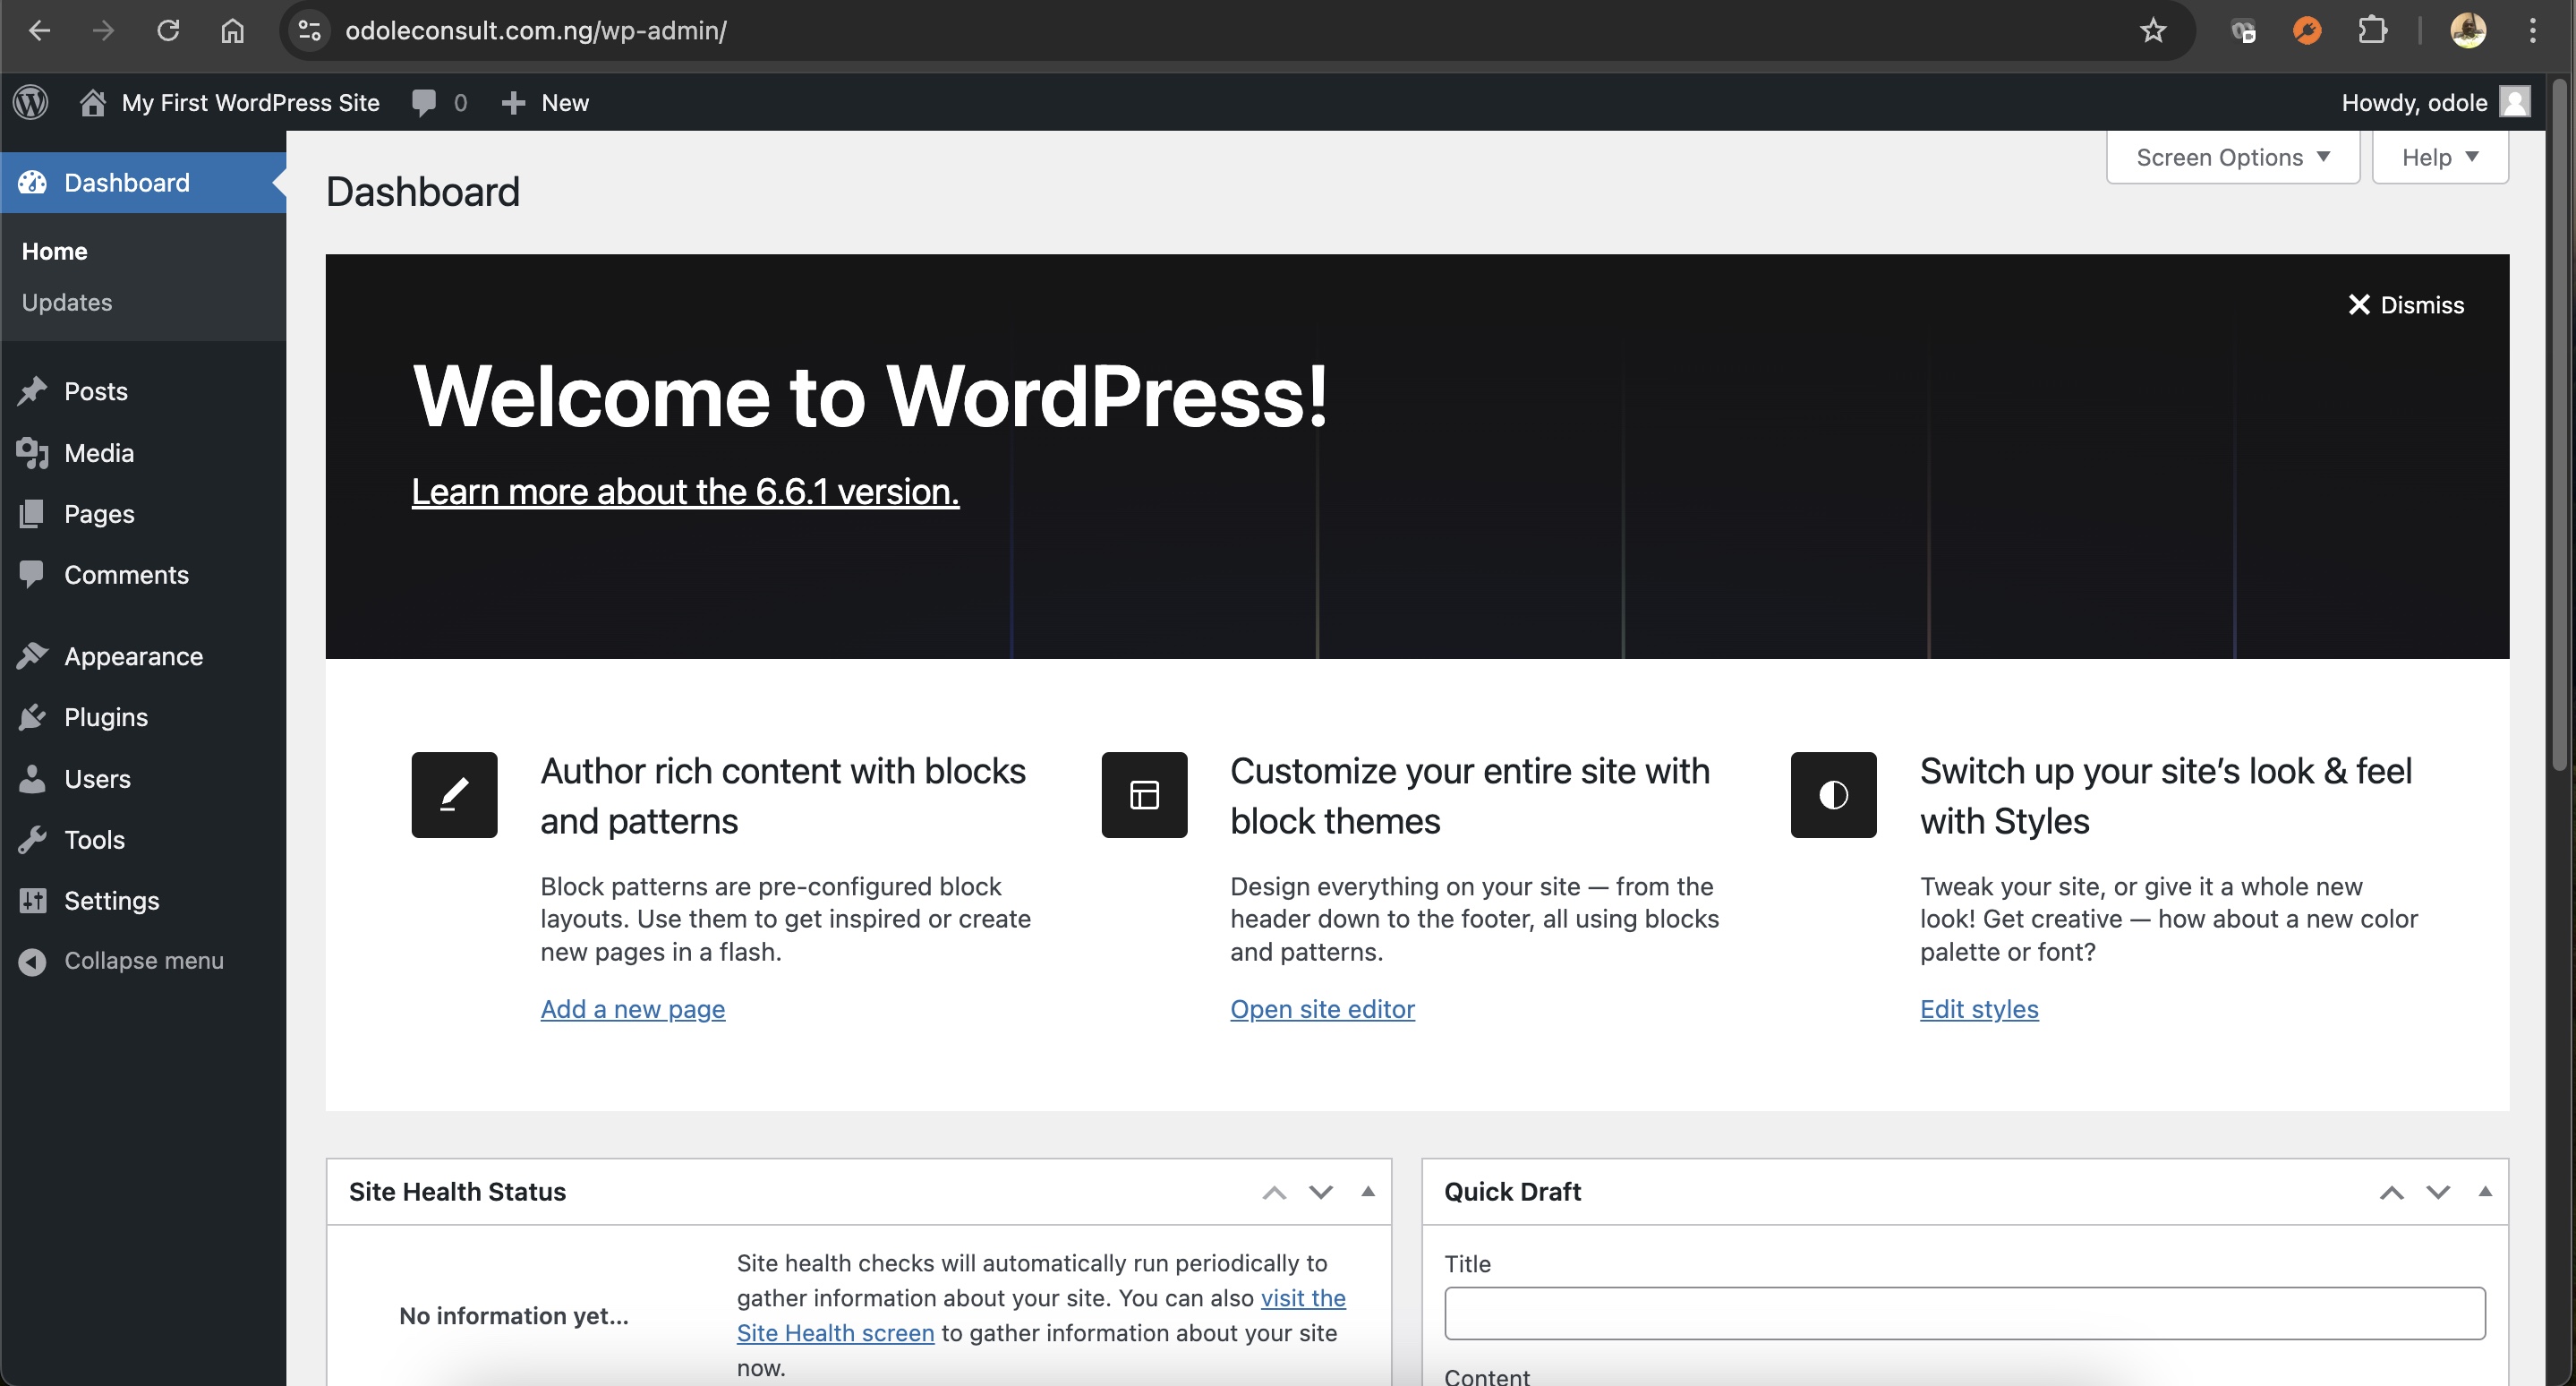 odoleconsult.com.ng/wp-admin/
My First WordPress Site 0 New
Howdy, odole
Dashboard
Home
Updates
Posts
Media
Pages
Comments
Appearance
Plugins
Users
Tools
Settings
Collapse menu
Screen Options Help
Dashboard
Dismiss
Welcome to WordPress!
Learn more about the 6.6.1 version.
Author rich content with blocks
and patterns
Block patterns are pre-configured block
layouts. Use them to get inspired or create
new pages in a flash.
Add a new page
Customize your entire site with
block themes
Design everything on your site — from the
header down to the footer, all using blocks
and patterns.
Open site editor
Switch up your site’s look & feel
with Styles
Tweak your site, or give it a whole new
look! Get creative — how about a new color
palette or font?
Edit styles
Site Health Status
No information yet...
Site health checks will automatically run periodically to
gather information about your site. You can also visit the
Site Health screen to gather information about your site
now.
Quick Draft
Title
Content